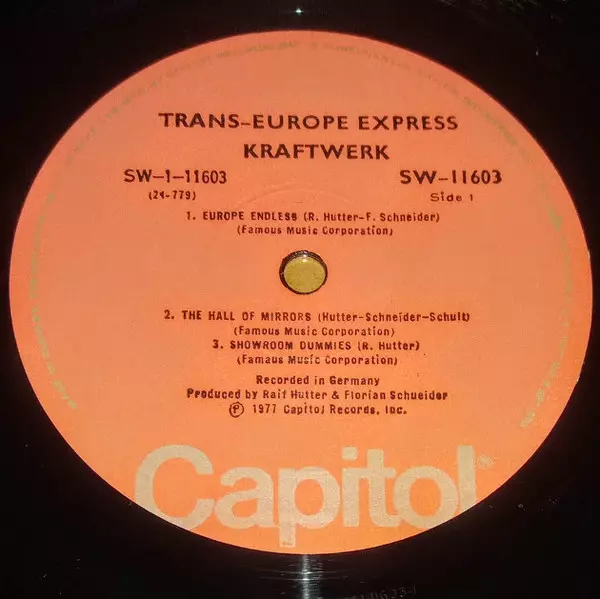 TRANS-EUROPE EXPRESS
KRAFTWERK
SW-1-11603
SW-11603
(24-779)
Side 1
1. EUROPE ENDLESS (R. Hutter-F. Schneider)
(Famous Music Corporation)
2. THE HALL OF MIRRORS (Hutter-Schneider-Schult)
(Famous Music Corporation)
3. SHOWROOM DUMMIES (R. Hutter)
(Famous Music Corporation)
Recorded in Germany
Produced by Ralf Hutter & Florian Schueider
Ⓟ 1977 Capitol Records, Inc.
Capitol®